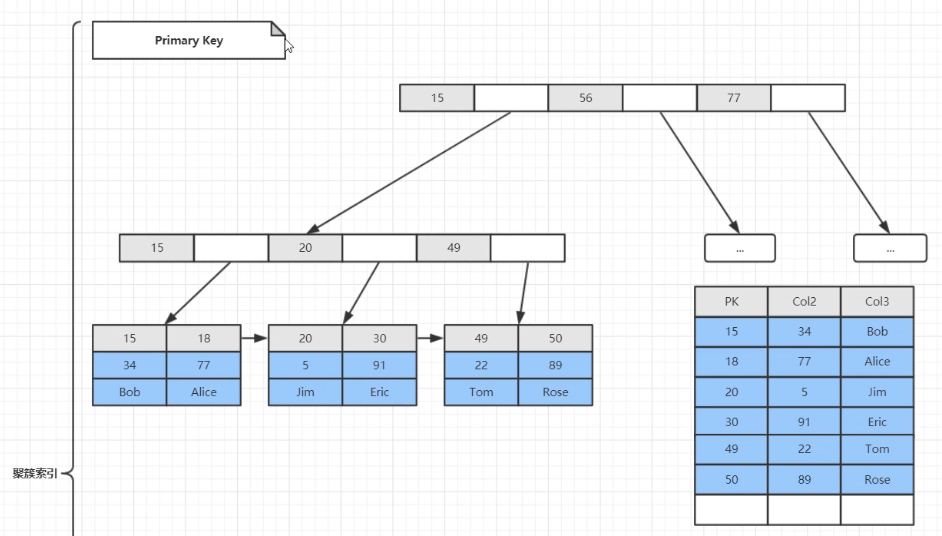 Primary Key
15 56 77
15 20 49
... ...
15 18 20 30 49 50
34 77 5 91 22 89
Bob Alice Jim Eric Tom Rose
PK Col2 Col3
15 34 Bob
18 77 Alice
20 5 Jim
30 91 Eric
49 22 Tom
50 89 Rose
聚簇索引